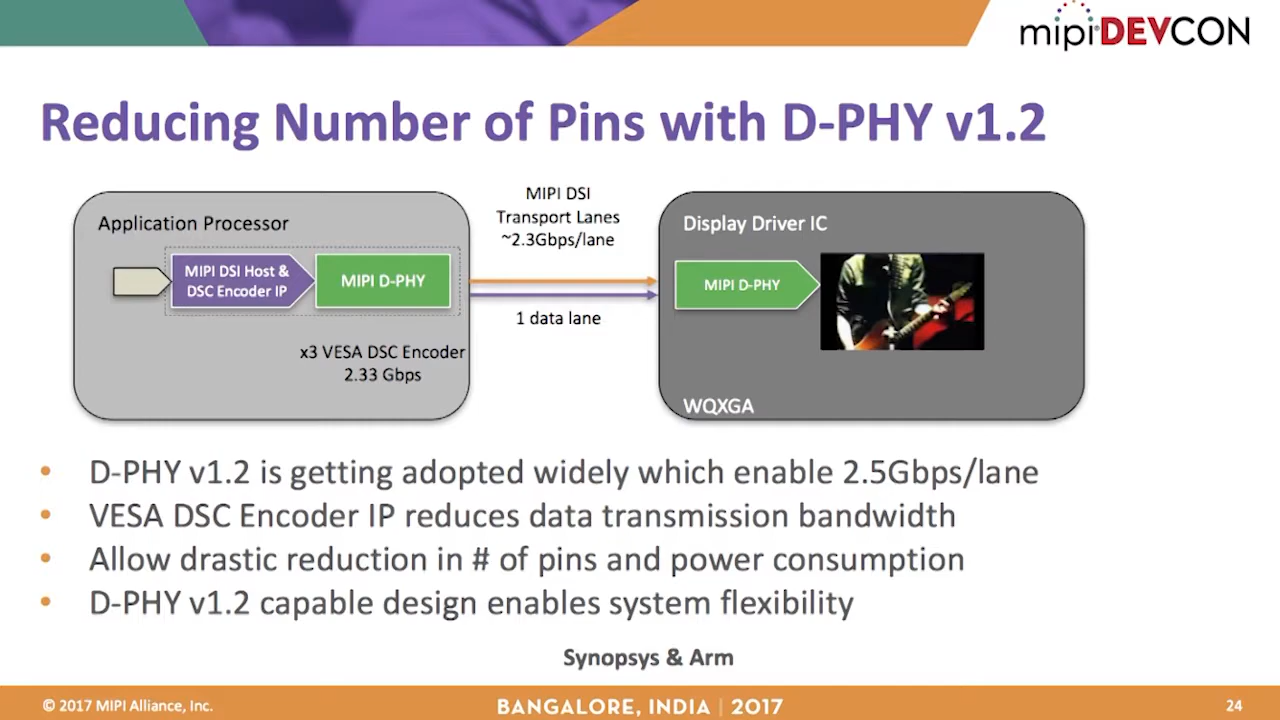 mipi DEVCON
Reducing Number of Pins with D-PHY v1.2
Application Processor
MIPI DSI Host &
DSC Encoder IP
MIPI D-PHY
x3 VESA DSC Encoder
2.33 Gbps
MIPI DSI
Transport Lanes
~2.3Gbps/lane
1 data lane
Display Driver IC
MIPI D-PHY
WQXGA
• D-PHY v1.2 is getting adopted widely which enable 2.5Gbps/lane
• VESA DSC Encoder IP reduces data transmission bandwidth
• Allow drastic reduction in # of pins and power consumption
• D-PHY v1.2 capable design enables system flexibility
Synopsys & Arm
© 2017 MIPI Alliance, Inc.
BANGALORE, INDIA | 2017
24